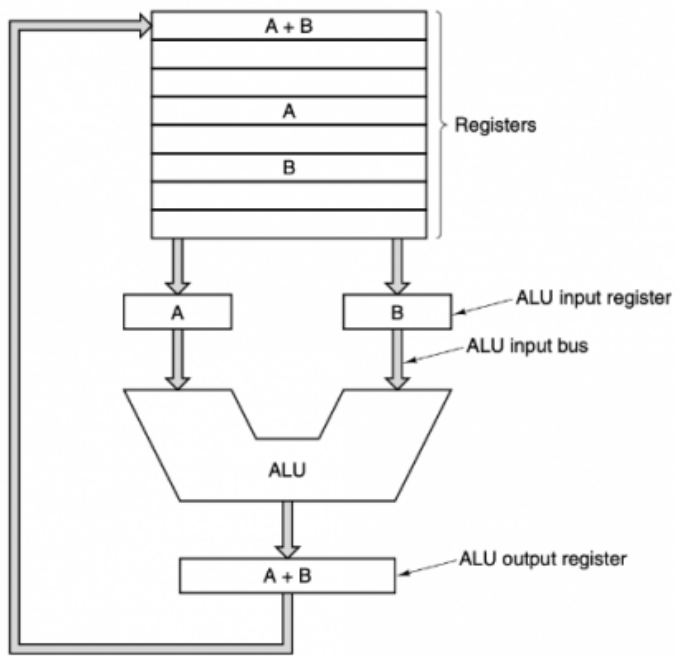 A + B
A
Registers
B
A
B
ALU input register
ALU input bus
ALU
ALU output register
A + B